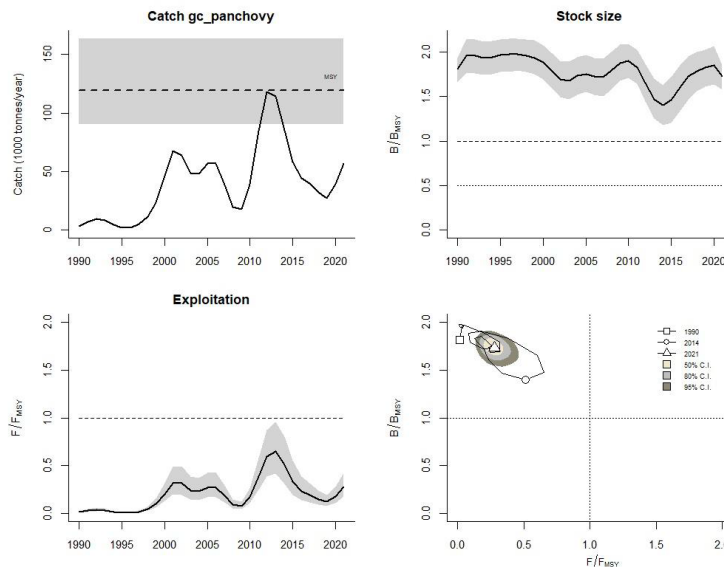 Catch gc_panchovy
Catch (1000 tonnes/year)
150
100
50
0
MSY
1990 1995 2000 2005 2010 2015 2020
Stock size
B/BMSY
2.0
1.5
1.0
0.5
0.0
1990 1995 2000 2005 2010 2015 2020
Exploitation
F/FMSY
2.0
1.5
1.0
0.5
0.0
1990 1995 2000 2005 2010 2015 2020
B/BMSY
2.0
1.5
1.0
0.5
0.0
1990
2014
2021
50% C.I.
80% C.I.
95% C.I.
0.0 0.5 1.0 1.5 2.0
F/FMSY